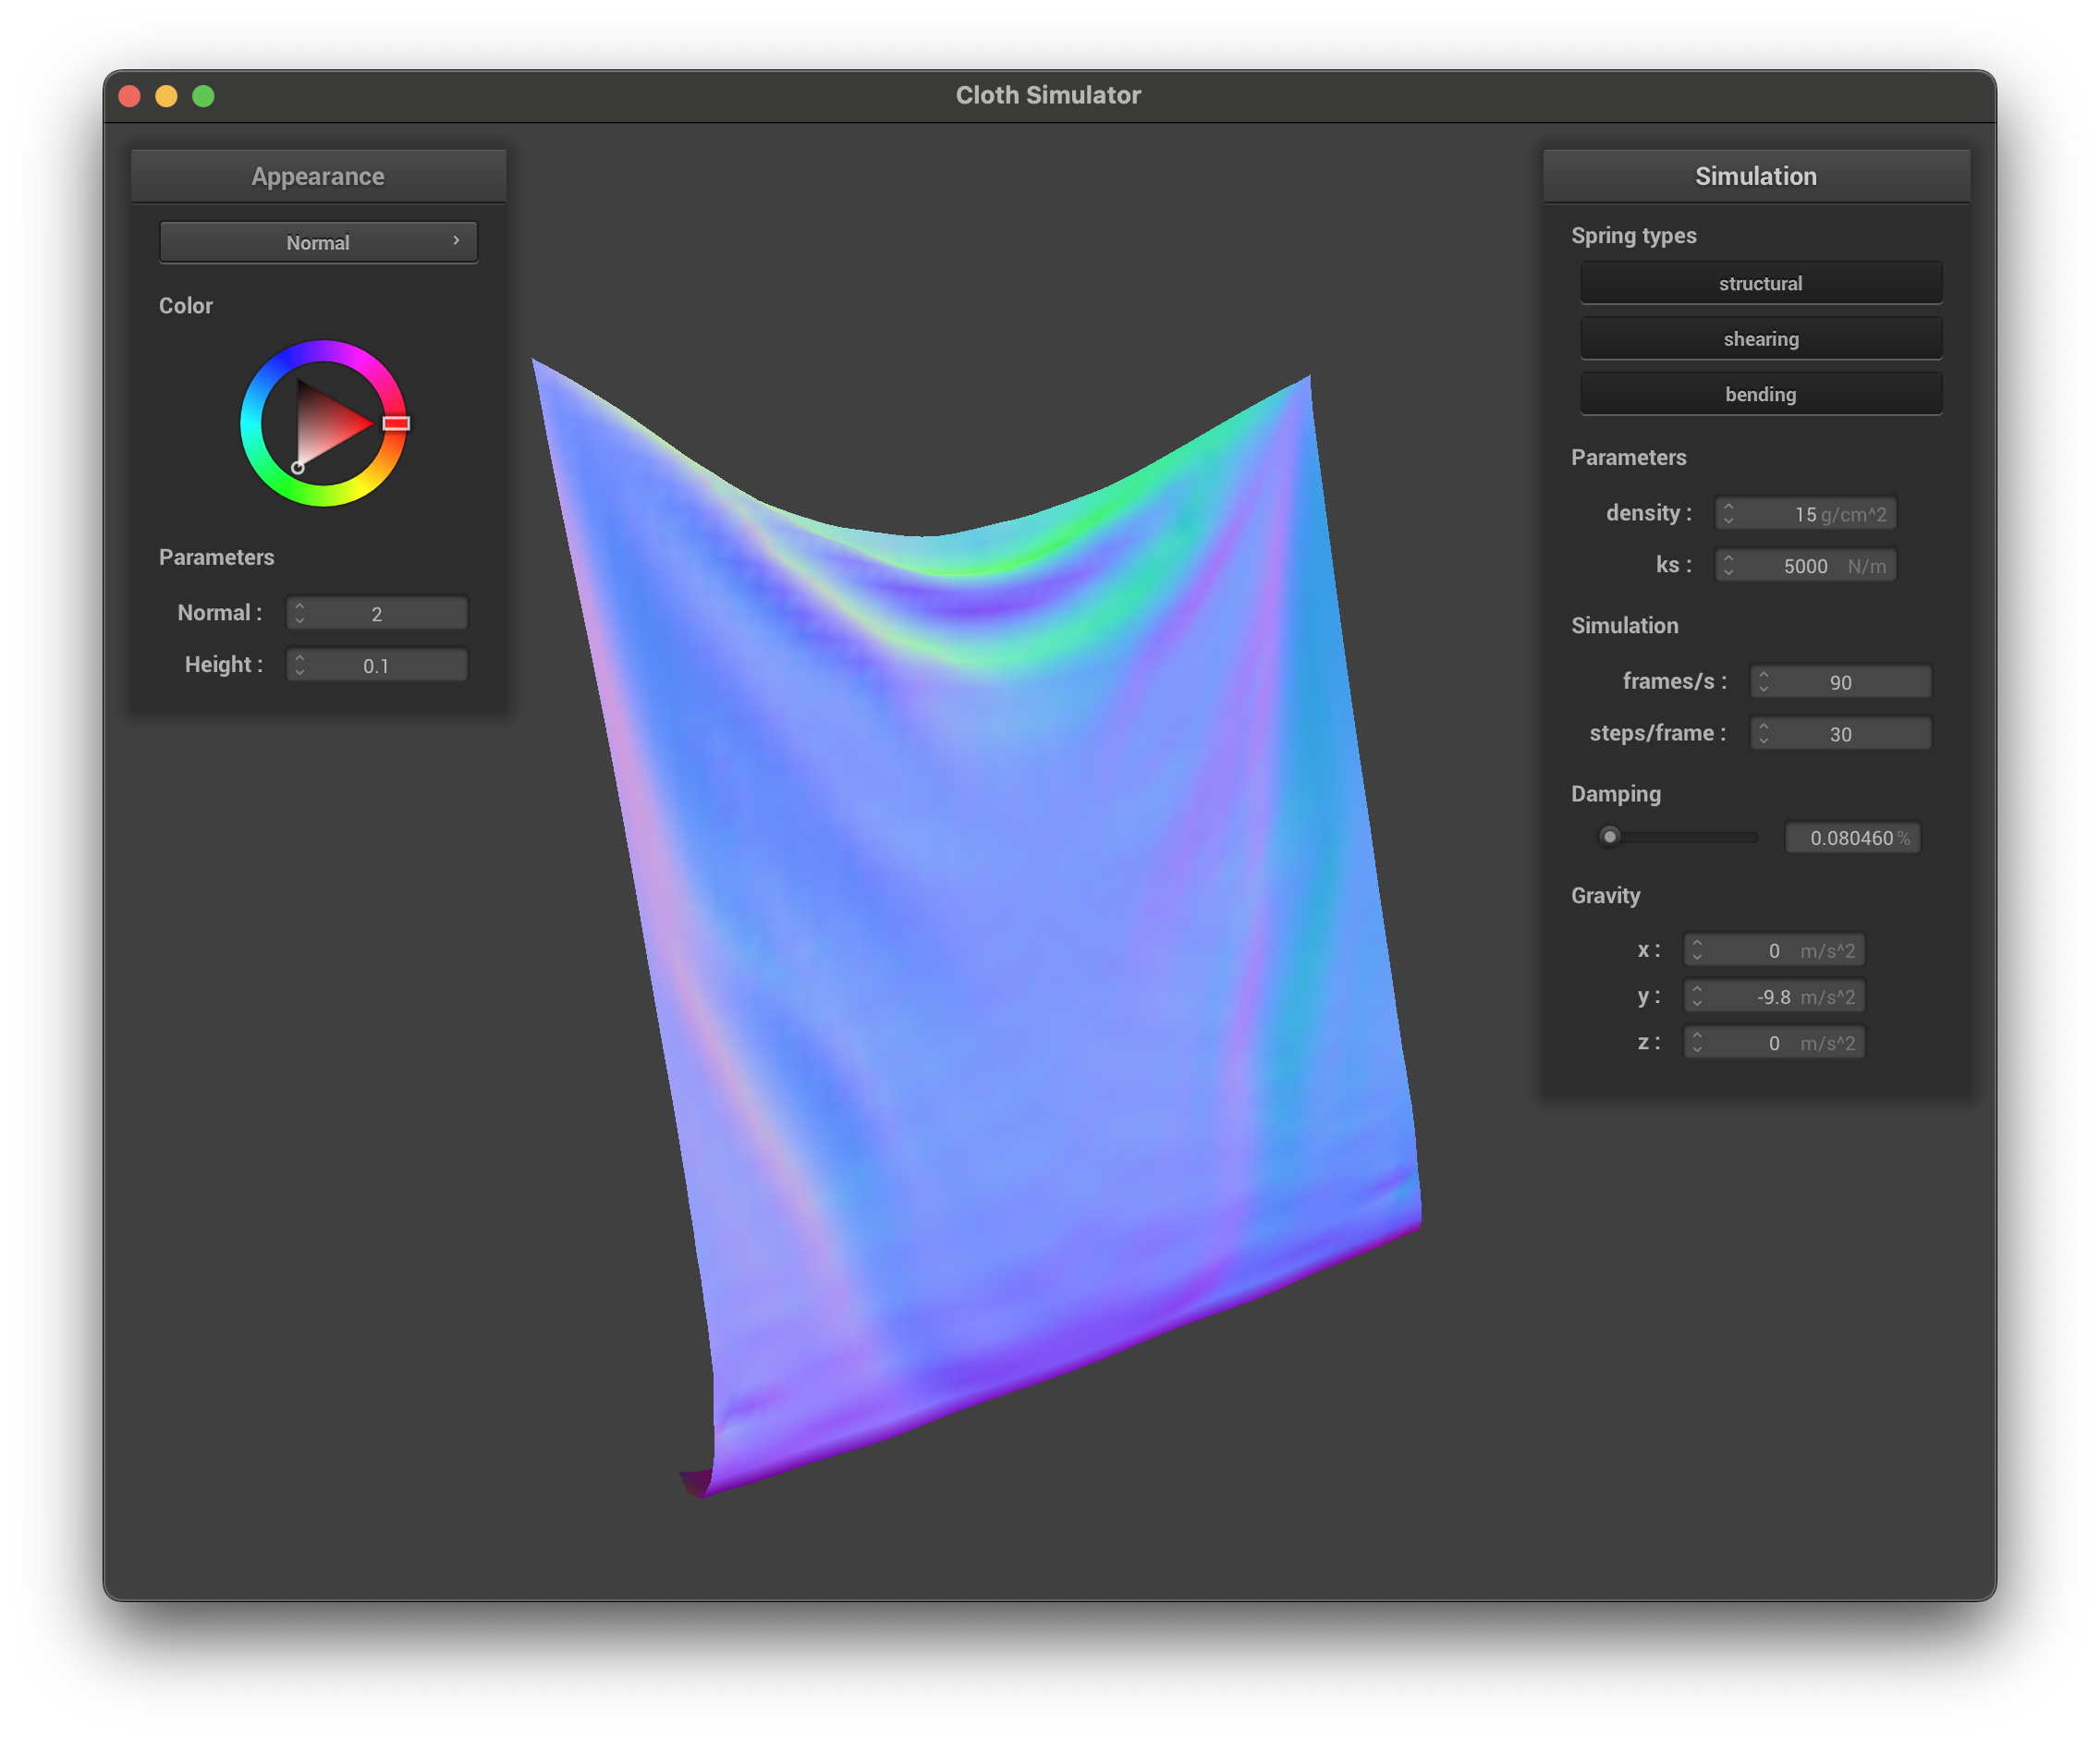 Cloth Simulator
Appearance
Normal
Color
Parameters
Normal : 2
Height : 0.1
Simulation
Spring types
structural
shearing
bending
Parameters
density : 15 g/cm^2
ks : 5000 N/m
Simulation
frames/s : 90
steps/frame : 30
Damping
0.080460 %
Gravity
x : 0 m/s^2
y : -9.8 m/s^2
z : 0 m/s^2